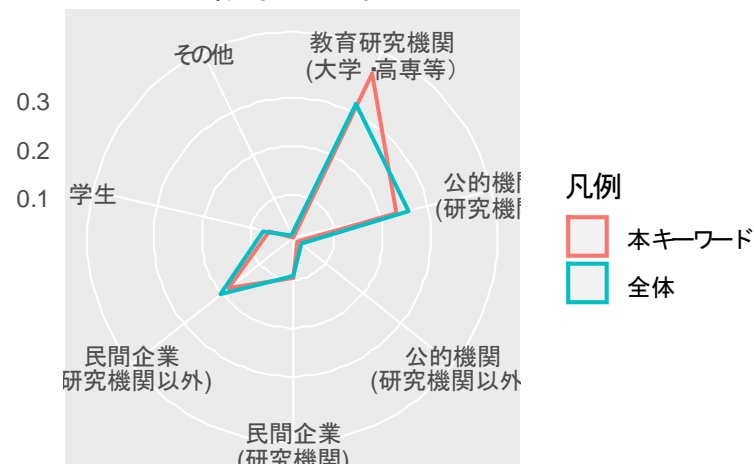 その他
教育研究機関
(大学・高専等）
0.3
0.2
0.1
学生
公的機
(研究機
民間企業
研究機関以外)
公的機関
(研究機関以外
民間企業
(研究機関)
凡例
本キーワード
全体